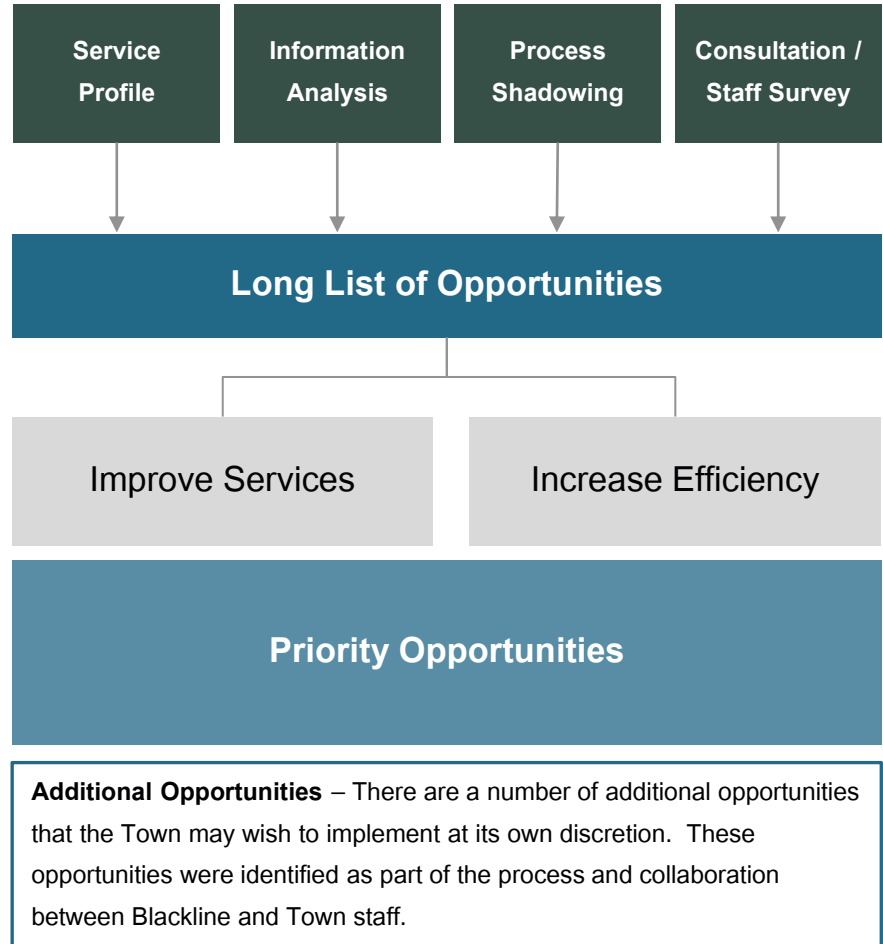 Service
Profile
Information
Analysis
Process
Shadowing
Consultation /
Staff Survey
Long List of Opportunities
Improve Services
Increase Efficiency
Priority Opportunities
Additional Opportunities – There are a number of additional opportunities
that the Town may wish to implement at its own discretion.  These
opportunities were identified as part of the process and collaboration
between Blackline and Town staff.